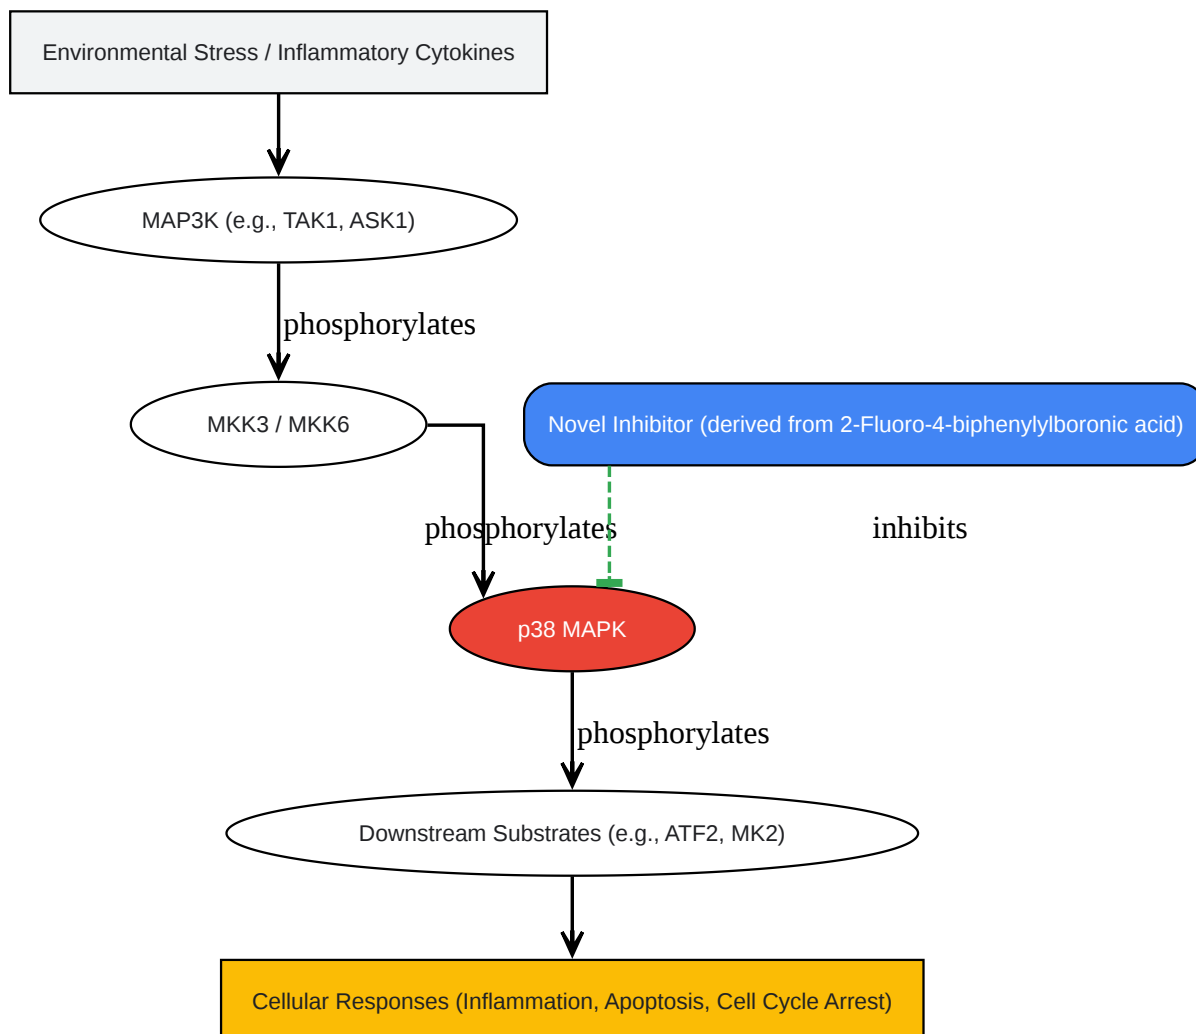 Environmental Stress / Inflammatory Cytokines
MAP3K (e.g., TAK1, ASK1)
phosphorylates
MKK3 / MKK6
Novel Inhibitor (derived from 2-Fluoro-4-biphenylylboronic acid)
phosphorylates
inhibits
p38 MAPK
phosphorylates
Downstream Substrates (e.g., ATF2, MK2)
Cellular Responses (Inflammation, Apoptosis, Cell Cycle Arrest)